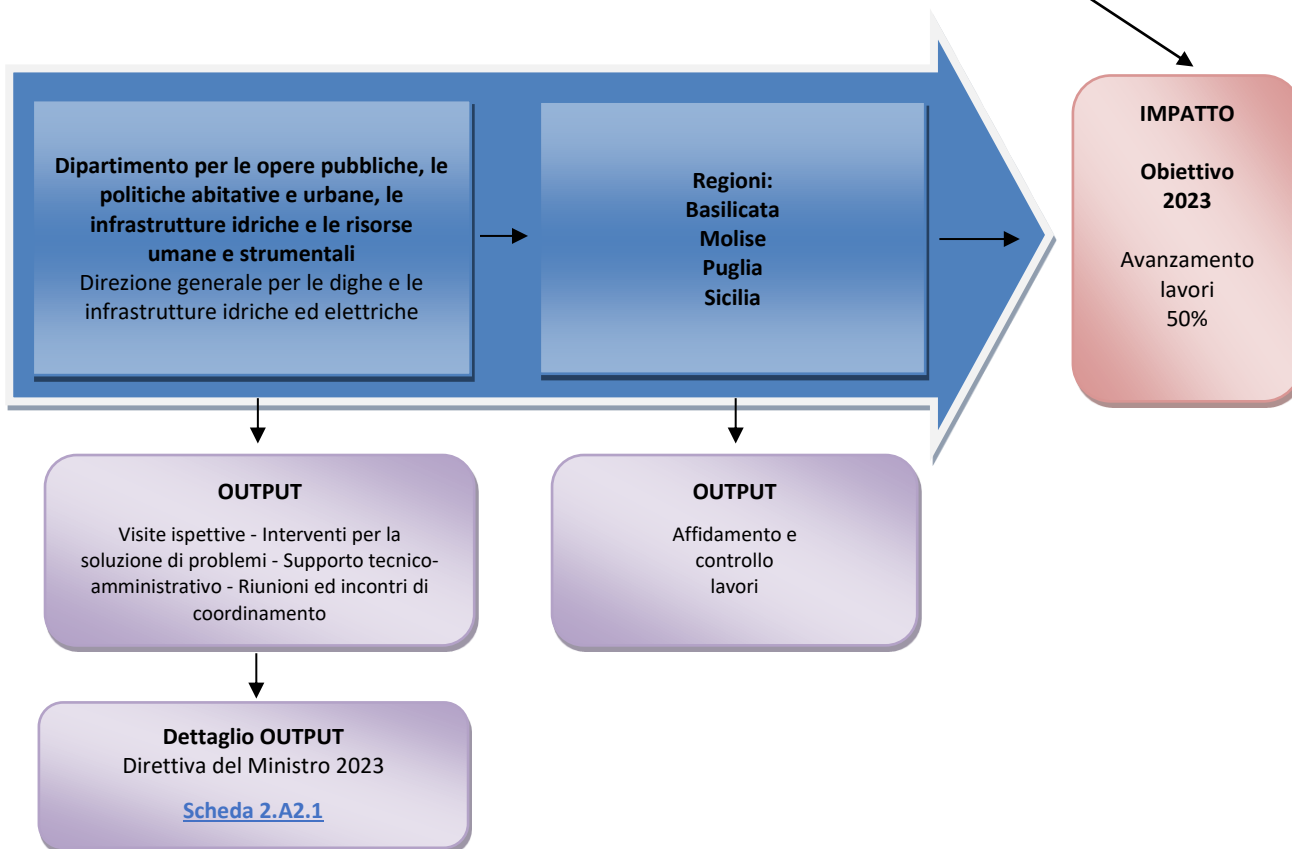 Dipartimento per le opere pubbliche, le
politiche abitative e urbane, le
infrastrutture idriche e le risorse
umane e strumentali
Direzione generale per le dighe e le
infrastrutture idriche ed elettriche
Regioni:
Basilicata
Molise
Puglia
Sicilia
IMPATTO
Obiettivo
2023
Avanzamento
lavori
50%
OUTPUT
Visite ispettive - Interventi per la
soluzione di problemi - Supporto tecnico-
amministrativo - Riunioni ed incontri di
coordinamento
OUTPUT
Affidamento e
controllo
lavori
Dettaglio OUTPUT
Direttiva del Ministro 2023
Scheda 2.A2.1